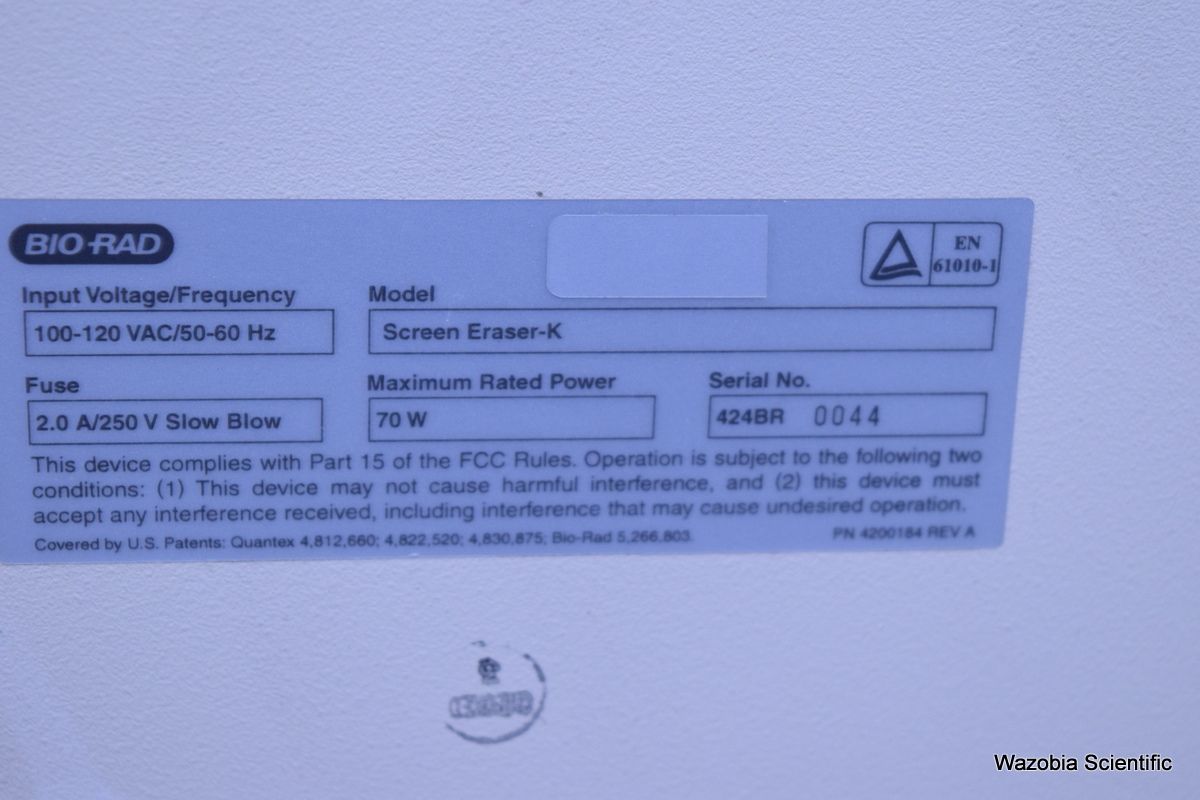 BIO-RAD
EN
61010-1
Input Voltage/Frequency
100-120 VAC/50-60 Hz
Model
Screen Eraser-K
Fuse
2.0 A/250 V Slow Blow
Maximum Rated Power
70 W
Serial No.
424BR 0044
This device complies with Part 15 of the FCC Rules. Operation is subject to the following two
conditions: (1) This device may not cause harmful interference, and (2) this device must
accept any interference received, including interference that may cause undesired operation.
Covered by U.S. Patents: Quantex 4,812,660; 4,822,520; 4,830,875; Bio-Rad 5,266,803.
PN 4200184 REV A
Wazobia Scientific